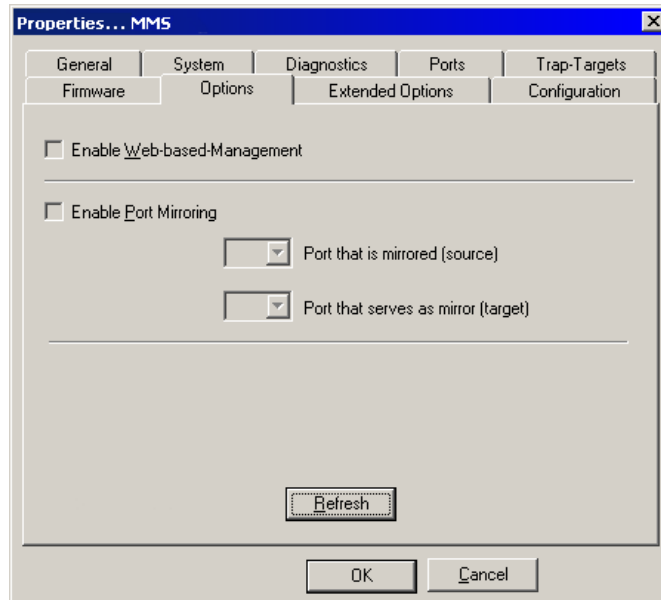 Properties... MMS
General System Diagnostics Ports Trap-Targets
Firmware Options Extended Options Configuration
Enable Web-based-Management
Enable Port Mirroring
Port that is mirrored (source)
Port that serves as mirror (target)
Refresh
OK Cancel